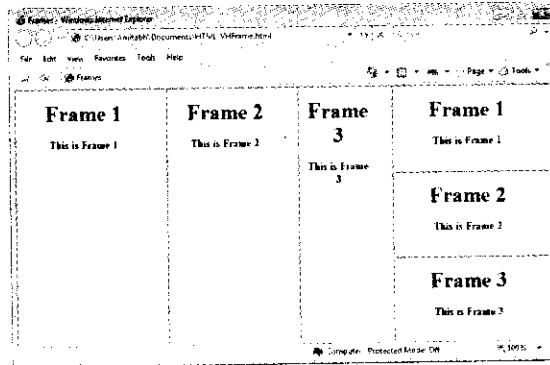 Frames - Windows Internet Explorer
C:\Users\Amitabh\Documents\HTML\VHFrame.html
File Edit View Favorites Tools Help
Frames
Page Tools
Frame 1
This is Frame 1
Frame 2
This is Frame 2
Frame
3
This is Frame
3
Frame 1
This is Frame 1
Frame 2
This is Frame 2
Frame 3
This is Frame 3
Computer | Protected Mode: Off
100%